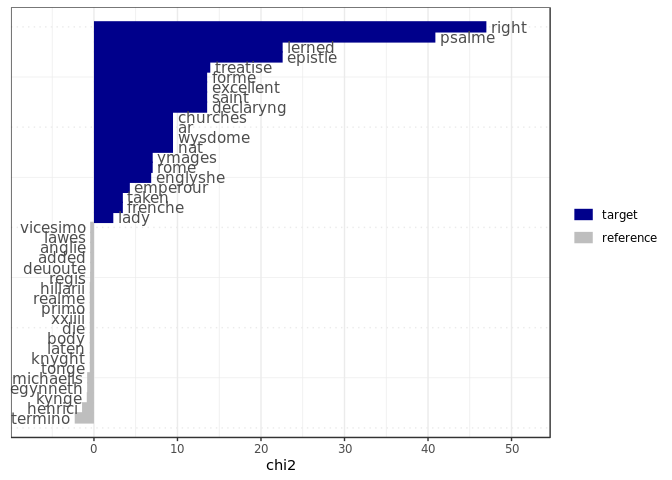 right
psalme
lerned
epistle
treatise
forme
excellent
saint
declaryng
churches
ar
wysdome
nat
ymages
rome
englyshe
emperour
taken
frenche
lady
vicesimo
lawes
anglie
added
deuoute
regis
hillarii
realme
primo
xxiiii
die
body
laten
knyght
tonge
michaelis
egynneth
kynge
henrici
termino
0 10 20 30 40 50
chi2
target
reference